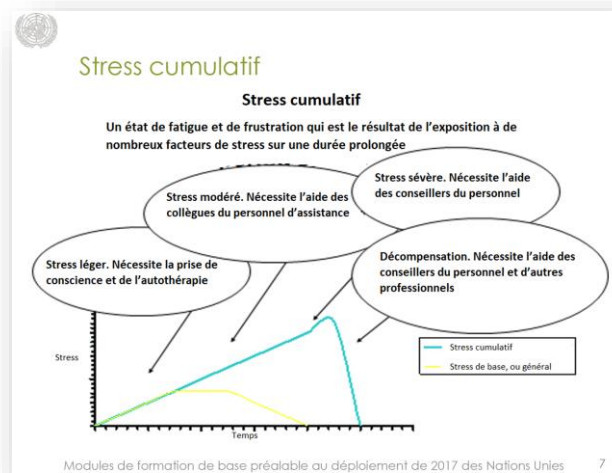 Stress cumulatif
Stress cumulatif
Un état de fatigue et de frustration qui est le résultat de l'exposition à de
nombreux facteurs de stress sur une durée prolongée
Stress sévère. Nécessite l'aide
des conseillers du personnel
Stress modéré. Nécessite l'aide des
collègues du personnel d'assistance
Décompensation. Nécessite l'aide des
conseillers du personnel et d'autres
professionnels
Stress léger. Nécessite la prise de
conscience et de l'autothérapie
Stress
Stress cumulatif
Stress de base, ou général
Temps
Modules de formation de base préalable au déploiement de 2017 des Nations Unies
7